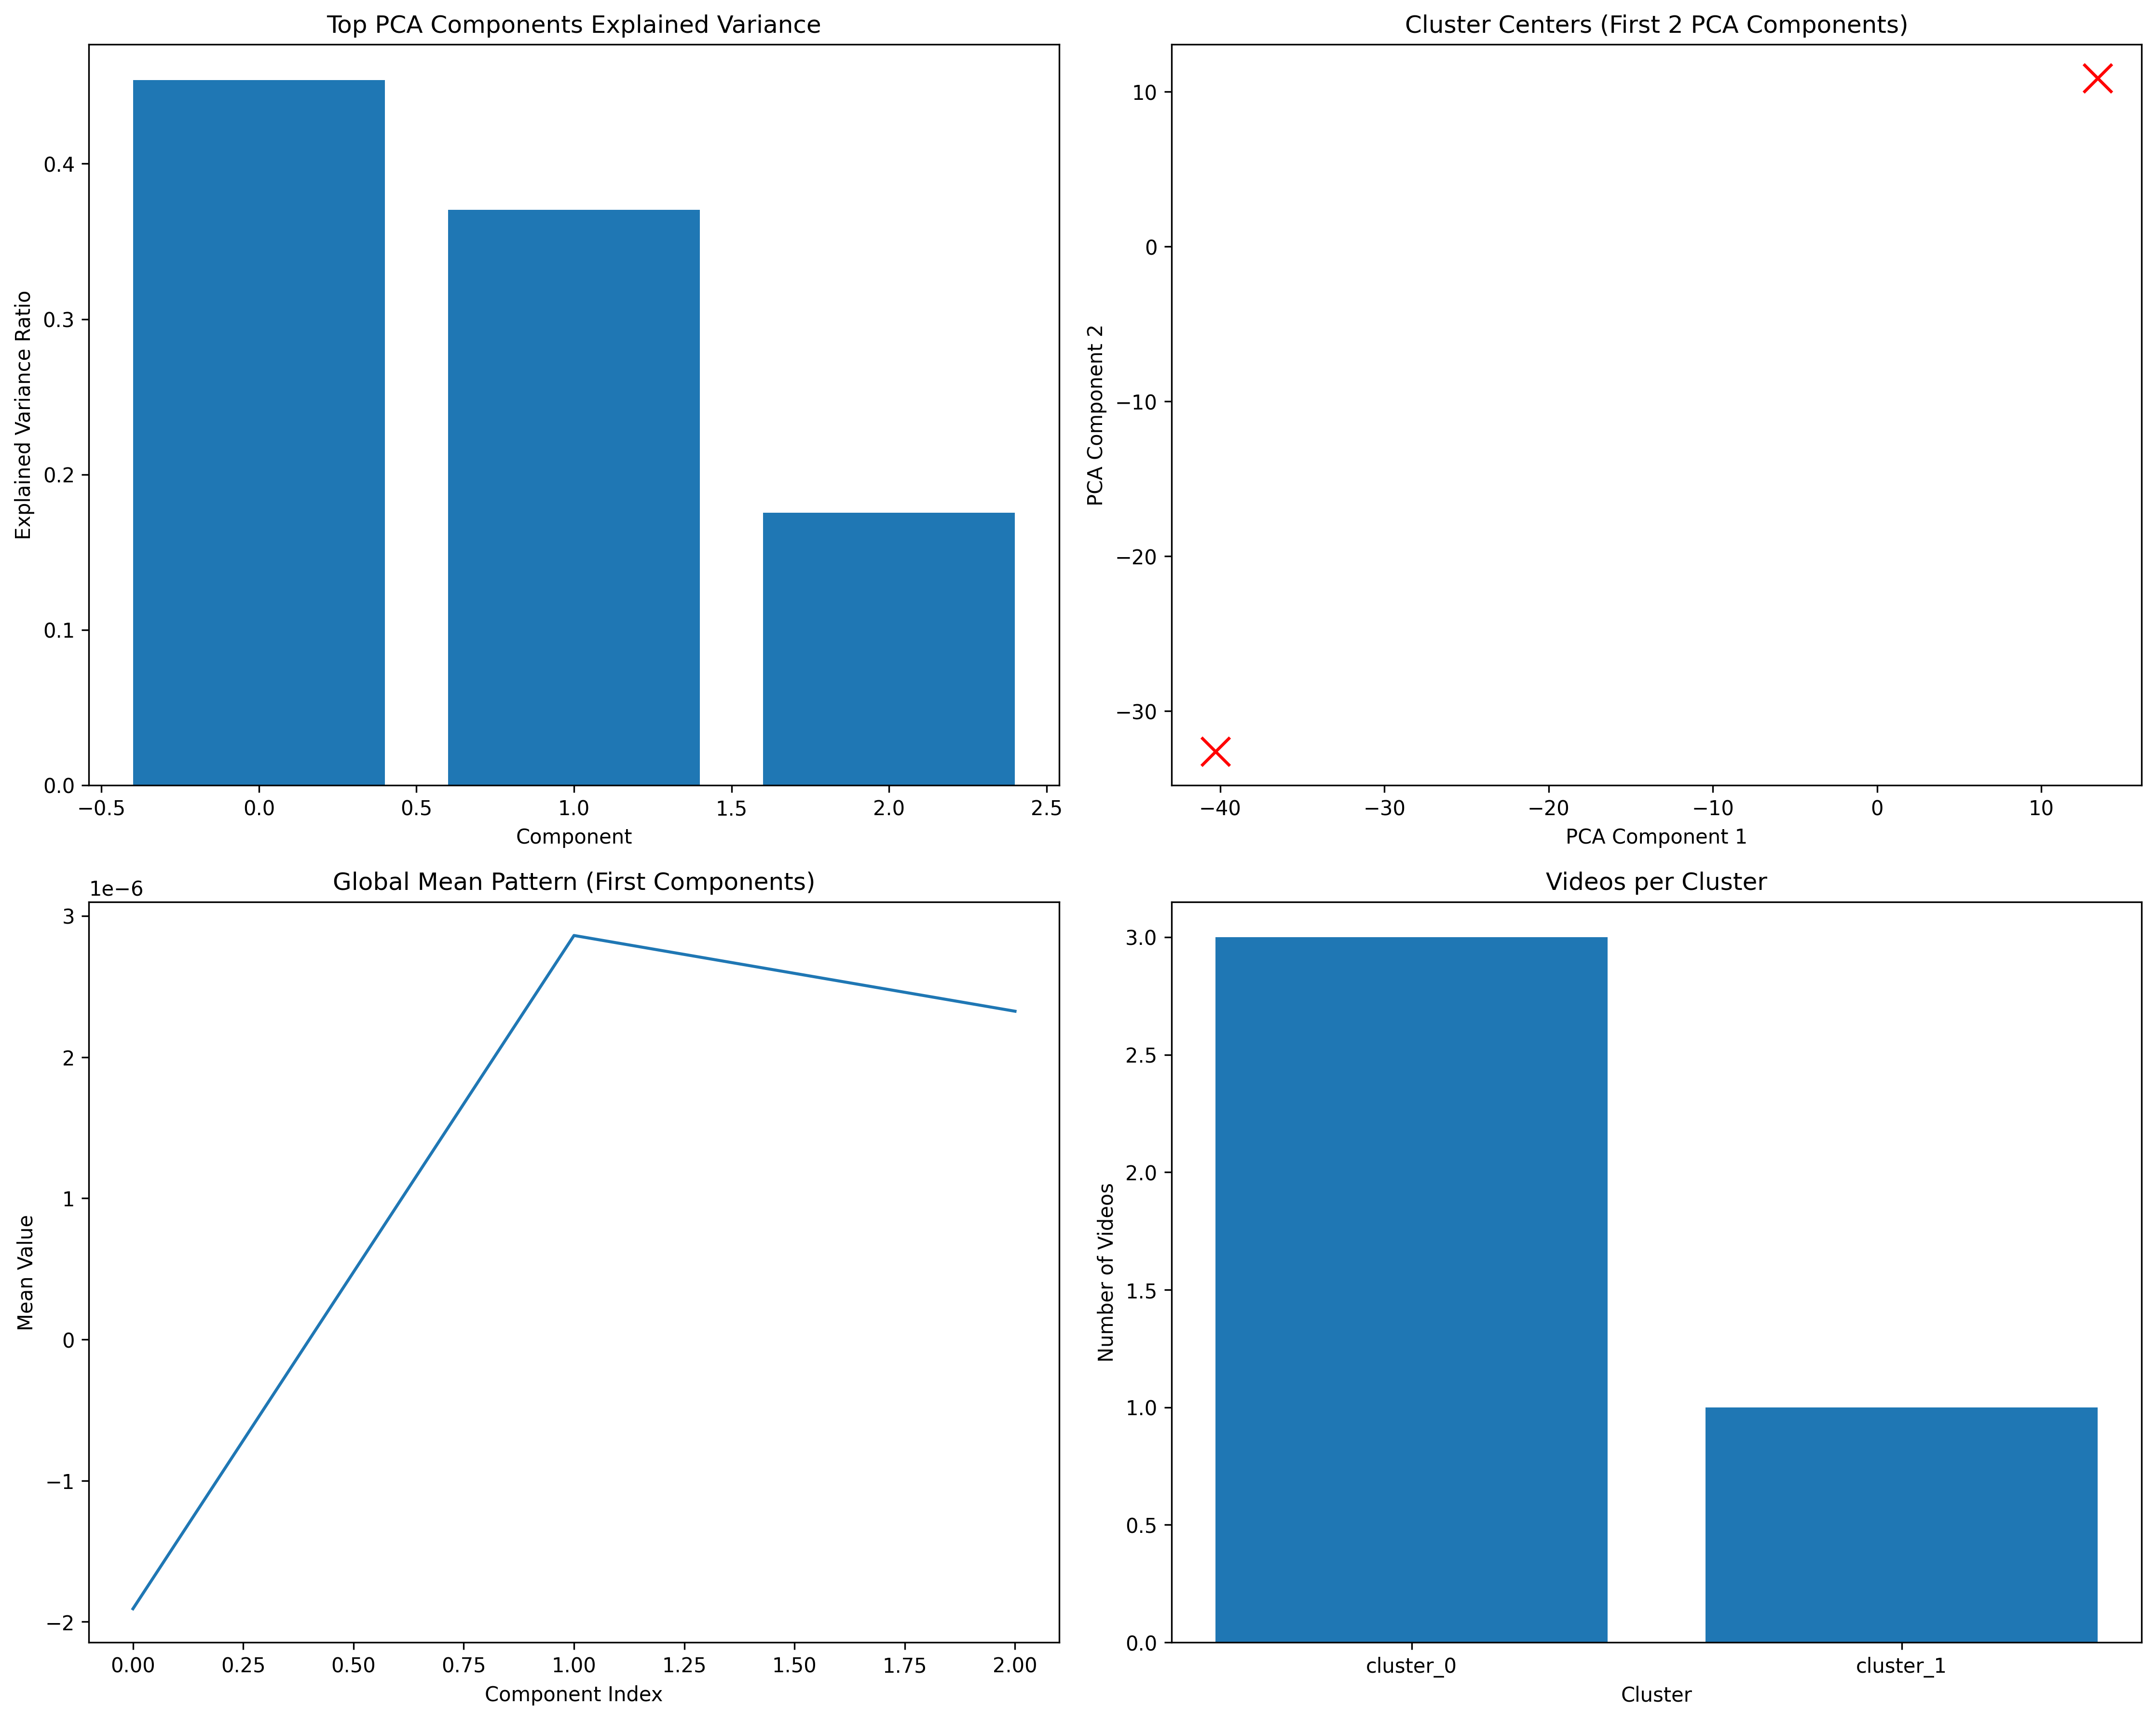 Top PCA Components Explained Variance
Explained Variance Ratio
0.4
0.3
0.2
0.1
0.0
−0.5 0.0 0.5 1.0 1.5 2.0 2.5
Component
Cluster Centers (First 2 PCA Components)
PCA Component 2
10
0
−10
−20
−30
−40 −30 −20 −10 0 10
PCA Component 1
Global Mean Pattern (First Components)
1e−6
Mean Value
3
2
1
0
−1
−2
0.00 0.25 0.50 0.75 1.00 1.25 1.50 1.75 2.00
Component Index
Videos per Cluster
Number of Videos
3.0
2.5
2.0
1.5
1.0
0.5
0.0
cluster_0 cluster_1
Cluster